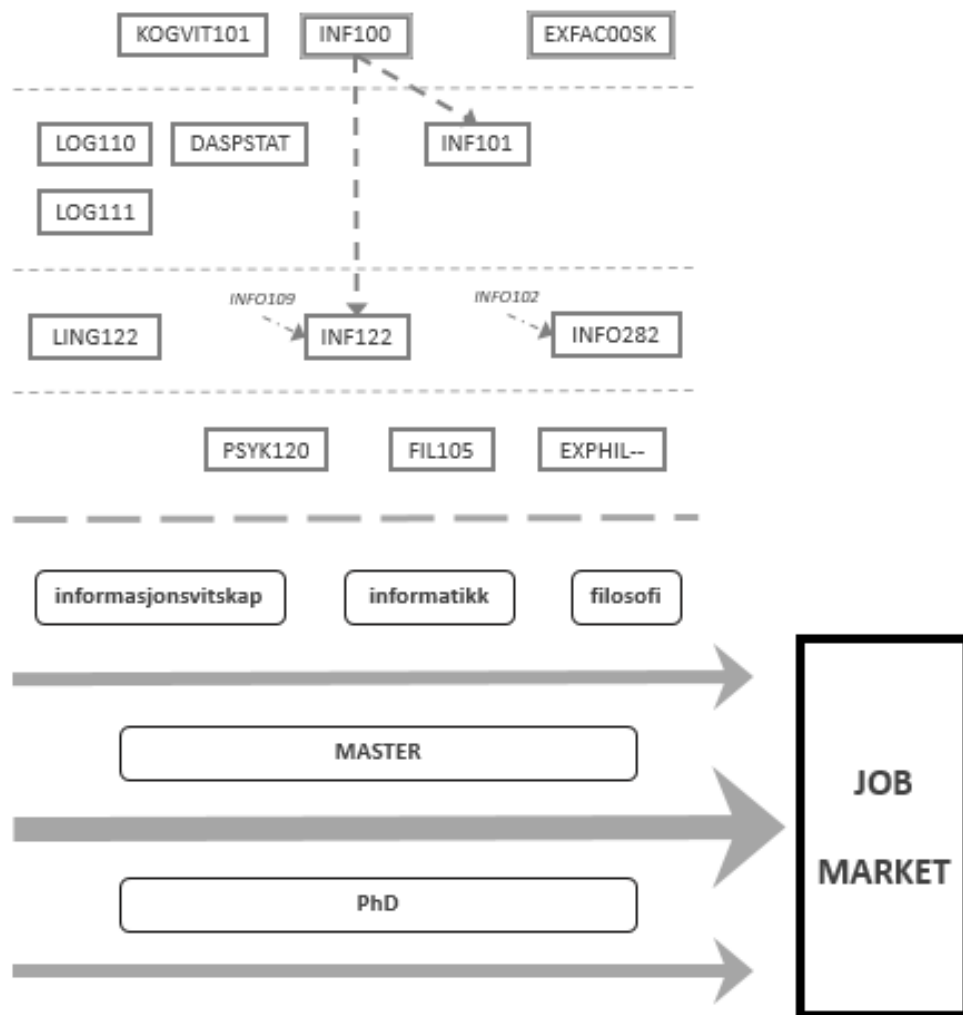 KOGVIT101 INF100 EXFAC00SK
LOG110 DASPSTAT INF101
LOG111
INFO109 INFO102
LING122 INF122 INFO282
PSYK120 FIL105 EXPHIL--
informasjonsvitskap informatikk filosofi
MASTER
JOB
MARKET
PhD